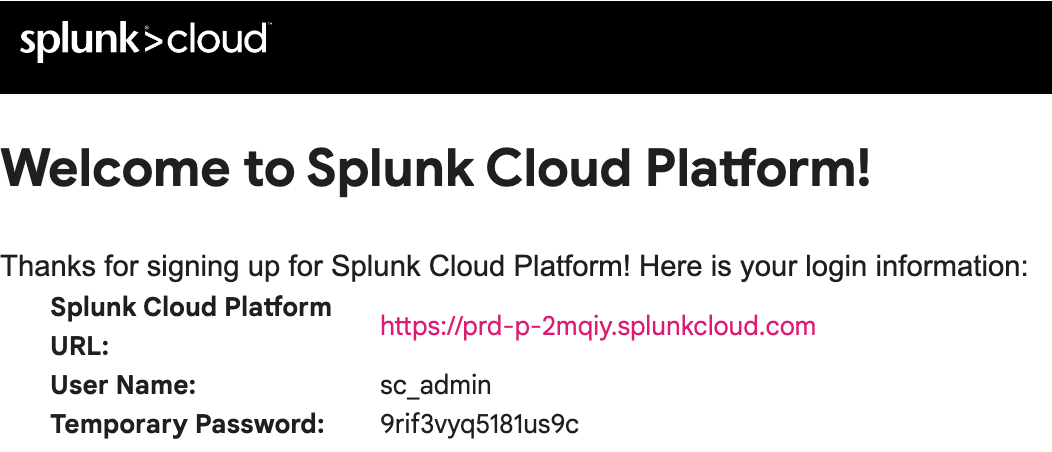 splunk>cloud™
Welcome to Splunk Cloud Platform!
Thanks for signing up for Splunk Cloud Platform! Here is your login information:
Splunk Cloud Platform
URL: https://prd-p-2mqiy.splunkcloud.com
User Name: sc_admin
Temporary Password: 9rif3vyq5181us9c